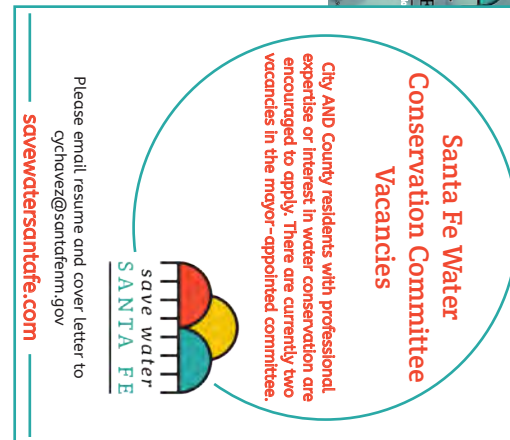 Santa Fe Water
Conservation Committee
Vacancies
City AND County residents with professional
expertise or interest in water conservation are
encouraged to apply. There are currently two
vacancies in the mayor-appointed committee.
save water
SANTA FE
Please email resume and cover letter to
cychavez@santafenm.gov
savewatersantafe.com